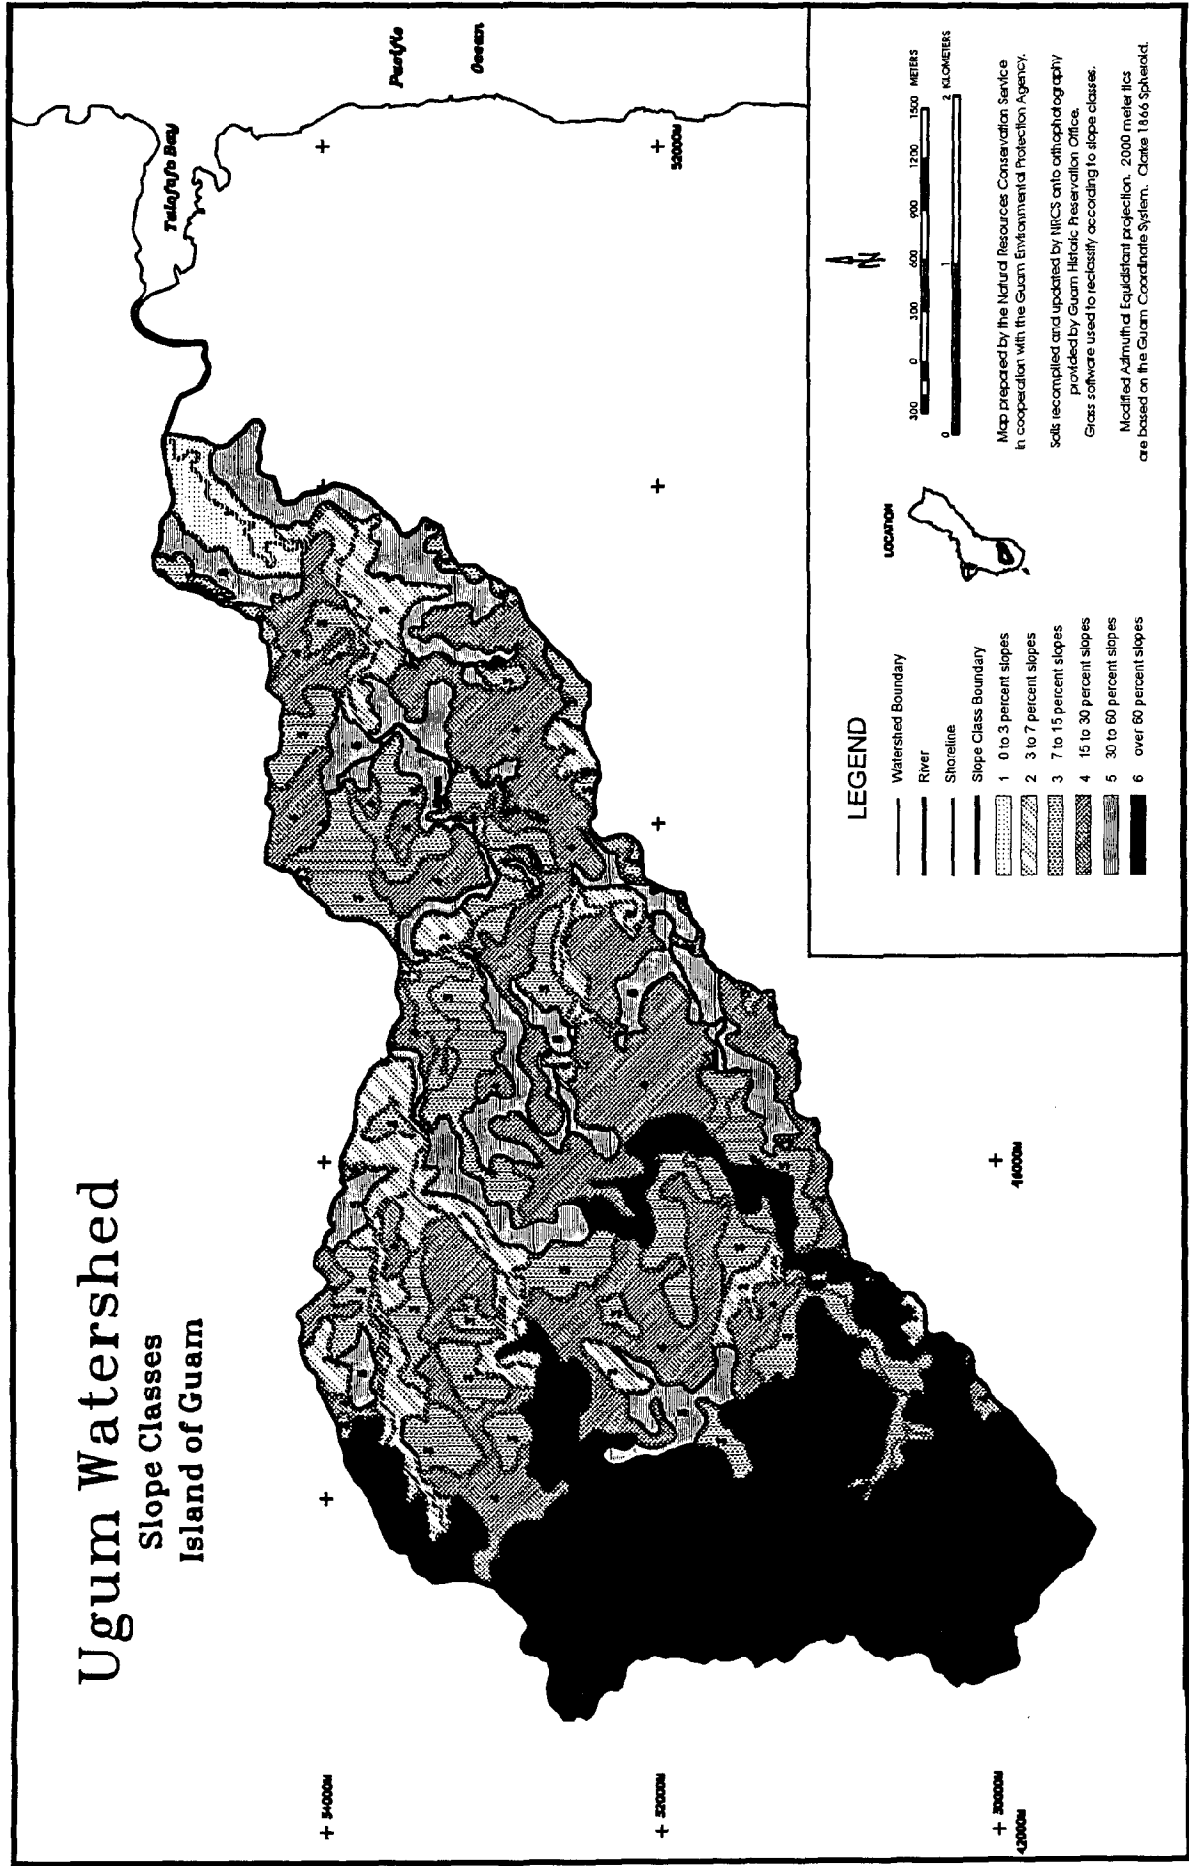 Ugum Watershed
Slope Classes
Island of Guam
Talofofo Bay
Pacific
Ocean
54000N
52000N
50000N
42000N
46000N
52000N
LEGEND
Watershed Boundary
River
Shoreline
Slope Class Boundary
1 0 to 3 percent slopes
2 3 to 7 percent slopes
3 7 to 15 percent slopes
4 15 to 30 percent slopes
5 30 to 60 percent slopes
6 over 60 percent slopes
LOCATION
N
300 0 300 600 900 1200 1500 METERS
0 1 2 KILOMETERS
Map prepared by the Natural Resources Conservation Service
in cooperation with the Guam Environmental Protection Agency.
Soils recompiled and updated by NRCS onto orthophotography
provided by Guam Historic Preservation Office.
Grass software used to reclassify according to slope classes.
Modified Azimuthal Equidistant projection. 2000 meter tics
are based on the Guam Coordinate System. Clarke 1866 Spheroid.